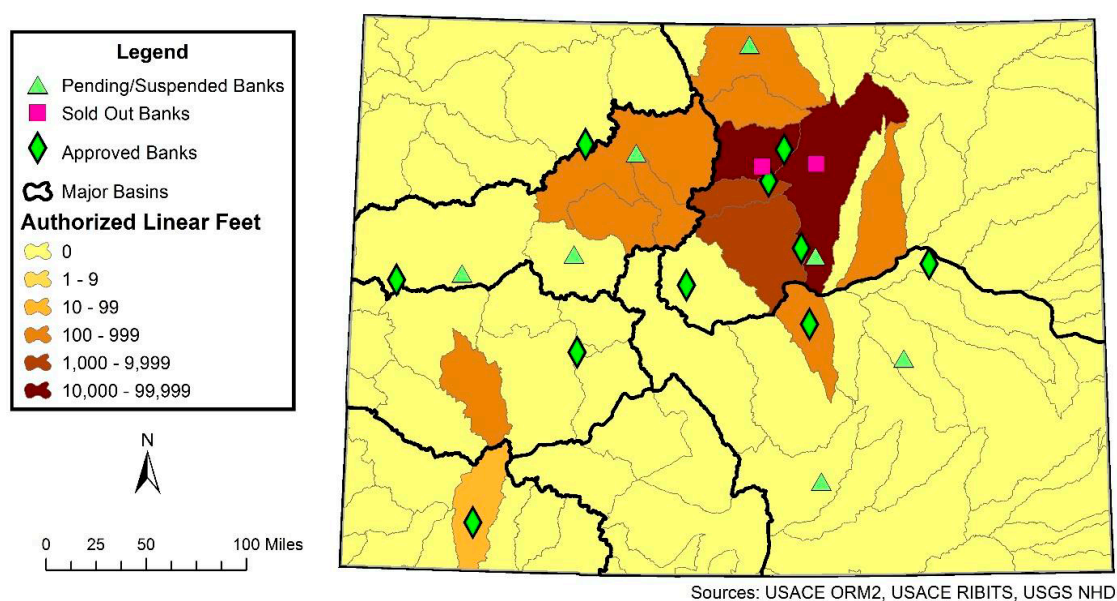 Legend
Pending/Suspended Banks
Sold Out Banks
Approved Banks
Major Basins
Authorized Linear Feet
0
1 - 9
10 - 99
100 - 999
1,000 - 9,999
10,000 - 99,999
N
0 25 50 100 Miles
Sources: USACE ORM2, USACE RIBITS, USGS NHD